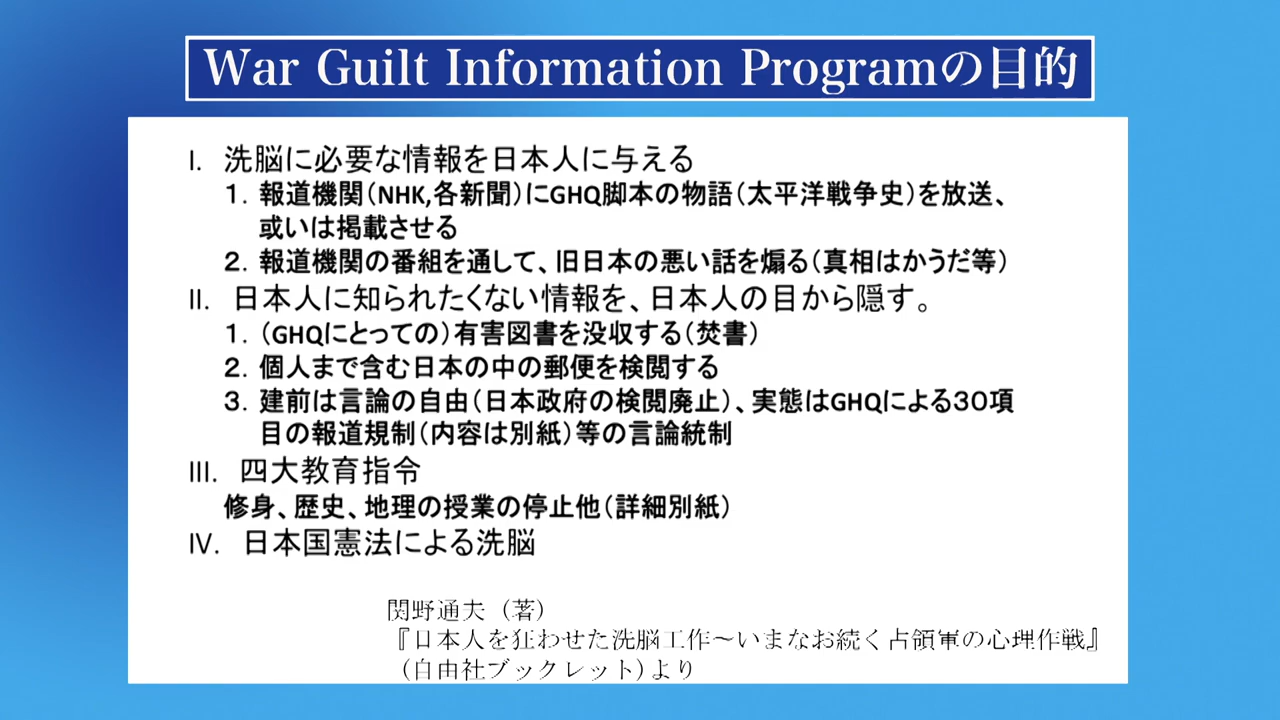 War Guilt Information Programの目的
I. 洗脳に必要な情報を日本人に与える
1. 報道機関(NHK,各新聞)にGHQ脚本の物語(太平洋戦争史)を放送、
或いは掲載させる
2. 報道機関の番組を通して、旧日本の悪い話を煽る(真相はかうだ等)
II. 日本人に知られたくない情報を、日本人の目から隠す。
1. (GHQにとっての)有害図書を没収する(焚書)
2. 個人まで含む日本の中の郵便を検閲する
3. 建前は言論の自由(日本政府の検閲廃止)、実態はGHQによる30項
目の報道規制(内容は別紙)等の言論統制
III. 四大教育指令
修身、歴史、地理の授業の停止他(詳細別紙)
IV. 日本国憲法による洗脳
関野通夫 (著)
『日本人を狂わせた洗脳工作～いまなお続く占領軍の心理作戦』
(自由社ブックレット)より